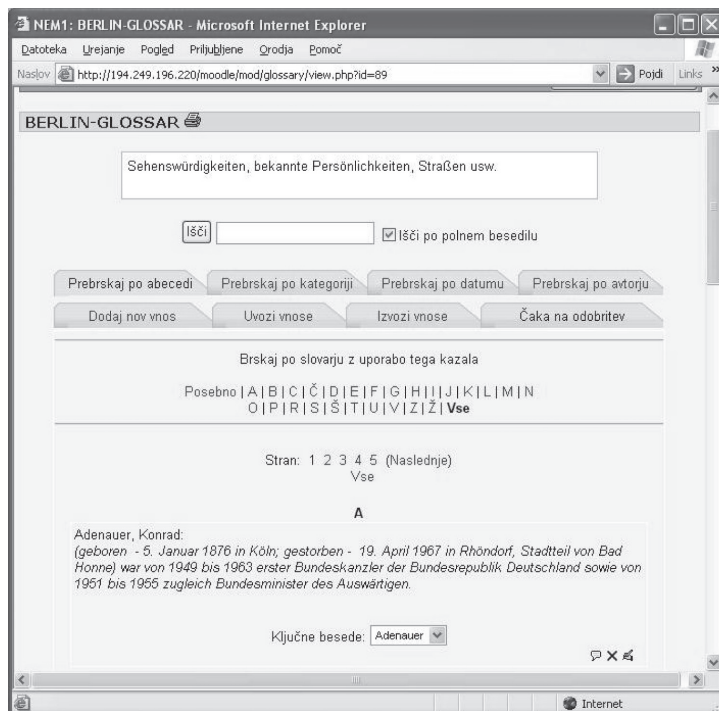 NEM1: BERLIN-GLOSSAR - Microsoft Internet Explorer
Datoteka Urejanje Pogled Priljubljene Orodja Pomoč
Naslov http://194.249.196.220/moodle/mod/glossary/view.php?id=89 Pojdi Links »
BERLIN-GLOSSAR
Sehenswürdigkeiten, bekannte Persönlichkeiten, Straßen usw.
Išči Išči po polnem besedilu
Prebrskaj po abecedi Prebrskaj po kategoriji Prebrskaj po datumu Prebrskaj po avtorju
Dodaj nov vnos Uvozi vnose Izvozi vnose Čaka na odobritev
Brskaj po slovarju z uporabo tega kazala
Posebno | A | B | C | Č | D | E | F | G | H | I | J | K | L | M | N
O | P | R | S | Š | T | U | V | Z | Ž | Vse
Stran: 1 2 3 4 5 (Naslednje)
Vse
A
Adenauer, Konrad:
(geboren - 5. Januar 1876 in Köln; gestorben - 19. April 1967 in Rhöndorf, Stadtteil von Bad
Honne) war von 1949 bis 1963 erster Bundeskanzler der Bundesrepublik Deutschland sowie von
1951 bis 1955 zugleich Bundesminister des Auswärtigen.
Ključne besede: Adenauer
Internet